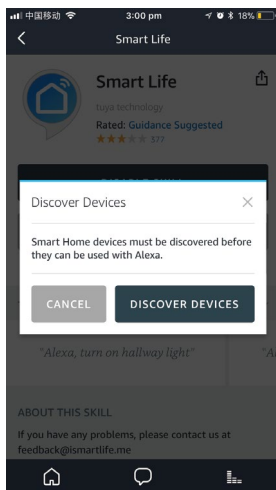 中国移动 3:00 pm 18%
Smart Life
Smart Life
tuya technology
Rated: Guidance Suggested
377
DISABLE SKILL
Discover Devices
Smart Home devices must be discovered before
they can be used with Alexa.
CANCEL DISCOVER DEVICES
"Alexa, turn on hallway light" "A
ABOUT THIS SKILL
If you have any problems, please contact us at
feedback@ismartlife.me